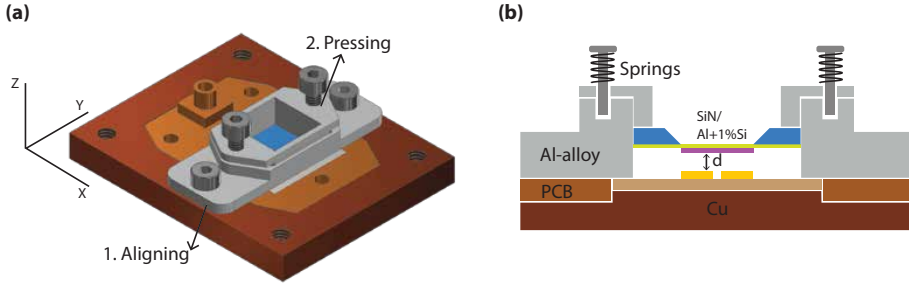 (a)
2. Pressing
Z
Y
X
1. Aligning
(b)
Springs
SiN/
Al+1%Si
Al-alloy
d
PCB
Cu